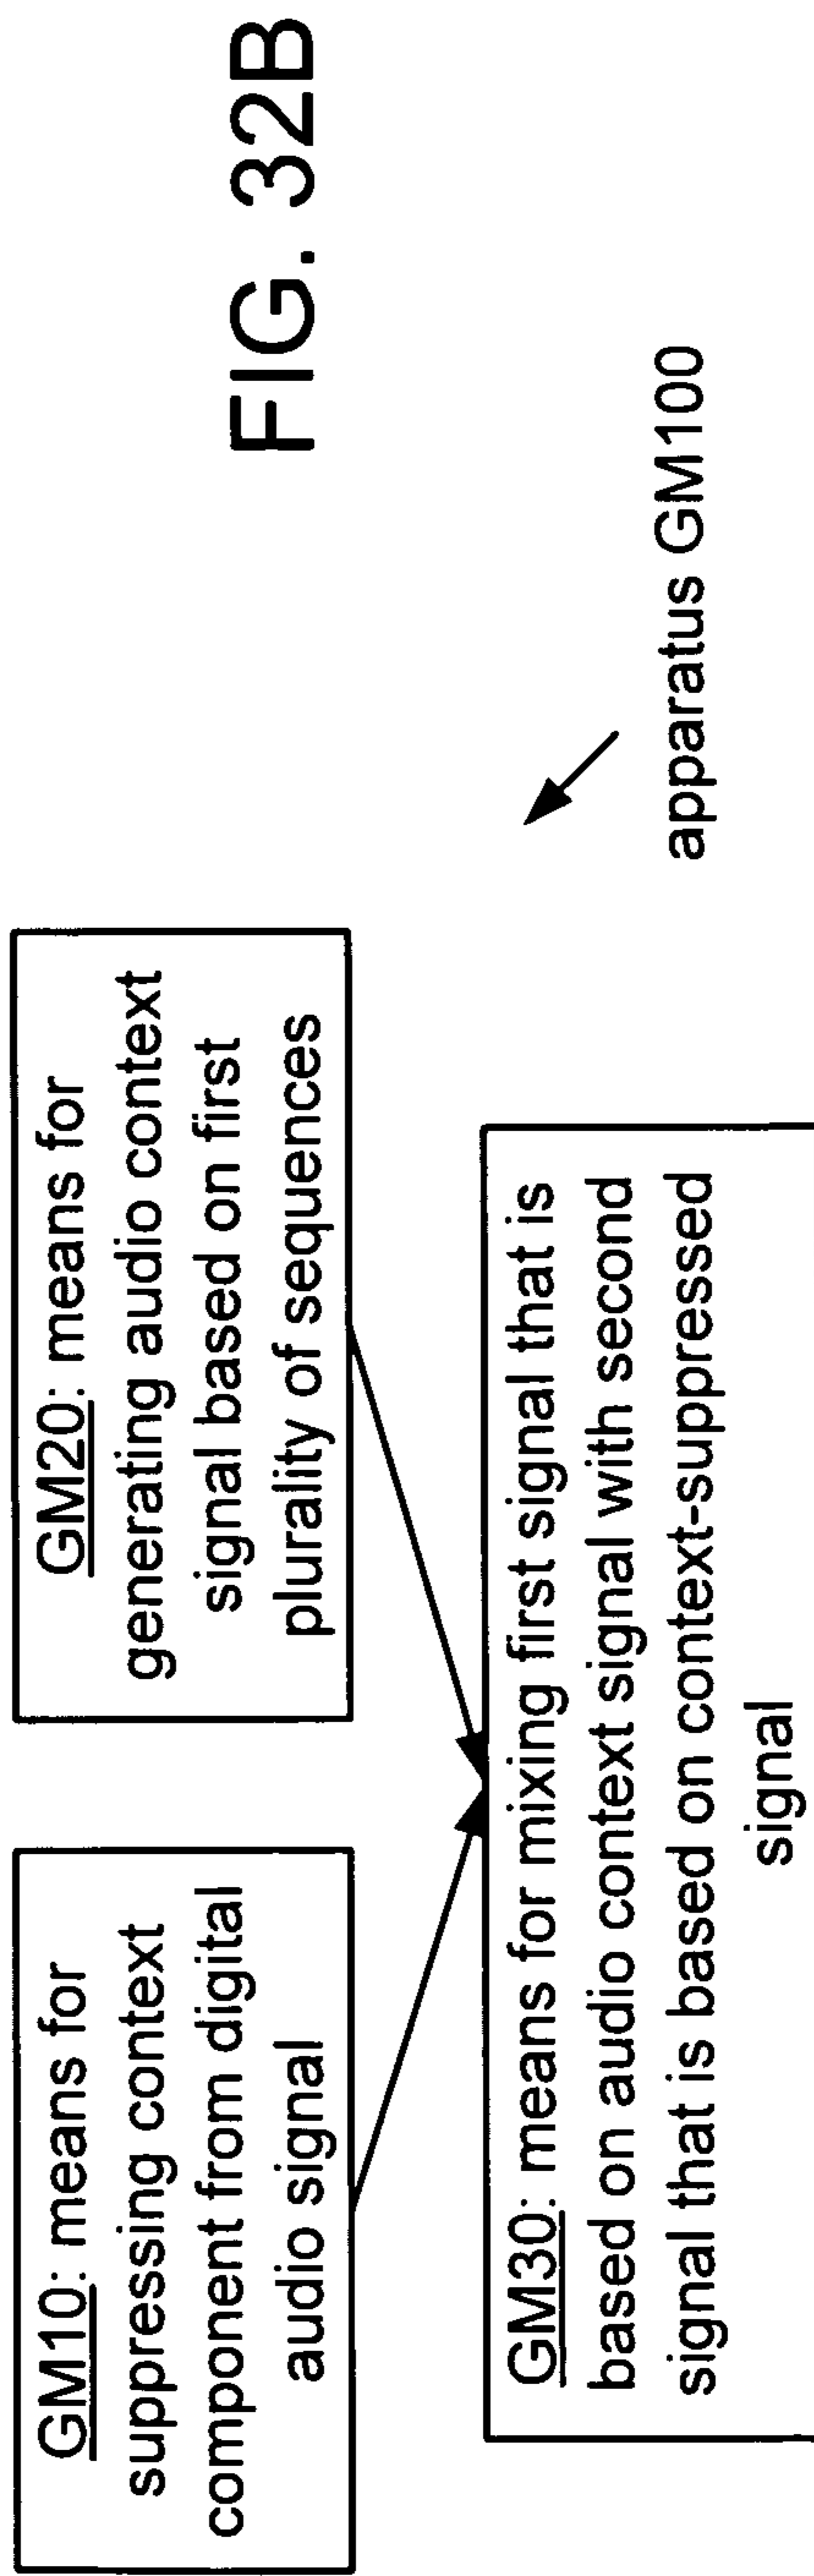 GM10: means for
suppressing context
component from digital
audio signal
GM20: means for
generating audio context
signal based on first
plurality of sequences
GM30: means for mixing first signal that is
based on audio context signal with second
signal that is based on context-suppressed
signal
apparatus GM100
FIG. 32B